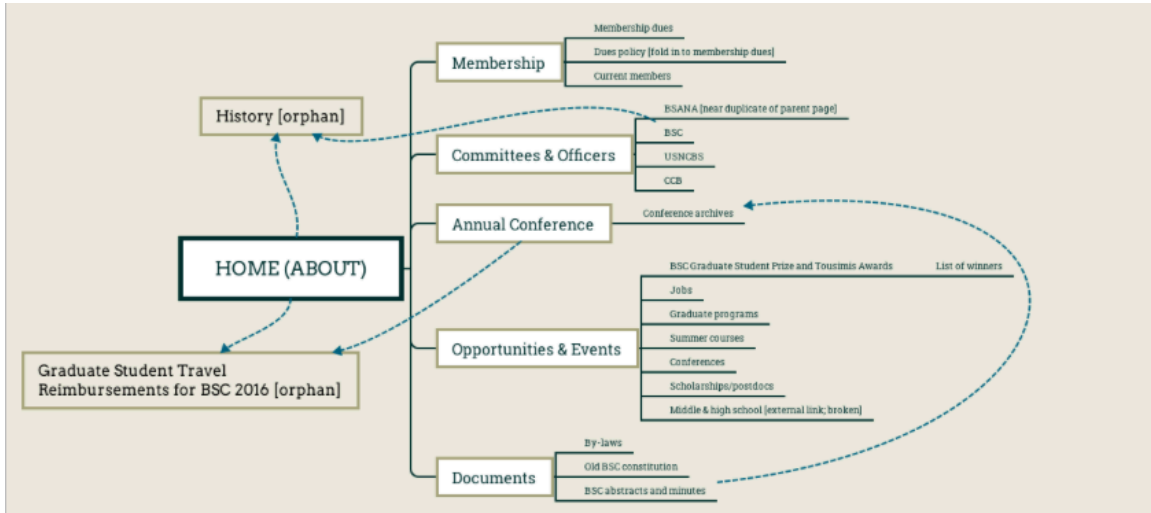 Membership dues
Dues policy [fold in to membership dues]
Membership
Current members
History [orphan]
BSANA [near duplicate of parent page]
BSC
Committees & Officers
USNCBS
CCB
Conference archives
Annual Conference
HOME (ABOUT)
BSC Graduate Student Prize and Tousimis Awards
List of winners
Jobs
Graduate programs
Summer courses
Opportunities & Events
Conferences
Scholarships/postdocs
Middle & high school [external link; broken]
Graduate Student Travel
Reimbursements for BSC 2016 [orphan]
By-laws
Documents
Old BSC constitution
BSC abstracts and minutes